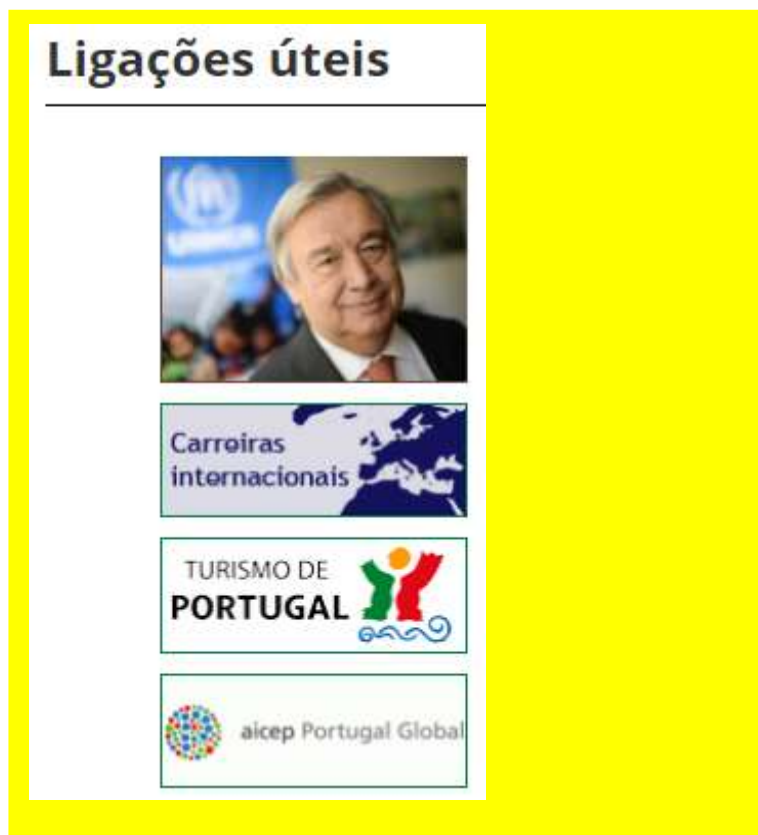 Ligações úteis
Carreiras
internacionais
TURISMO DE
PORTUGAL
aicep Portugal Global